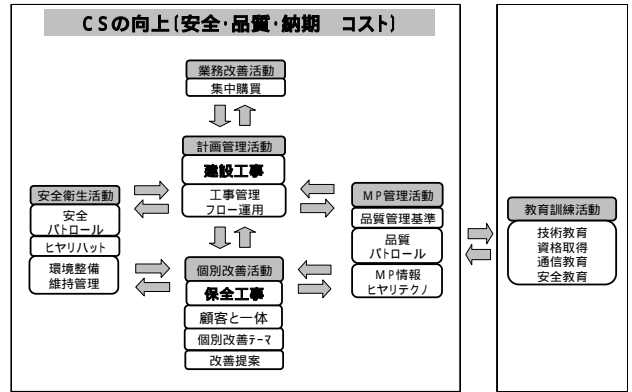 CSの向上(安全・品質・納期 コスト)
業務改善活動
集中購買
計画管理活動
建設工事
工事管理
フロー運用
安全衛生活動
安全
パトロール
ヒヤリハット
環境整備
維持管理
MP管理活動
品質管理基準
品質
パトロール
MP情報
ヒヤリテクノ
個別改善活動
保全工事
顧客と一体
個別改善テーマ
改善提案
教育訓練活動
技術教育
資格取得
通信教育
安全教育